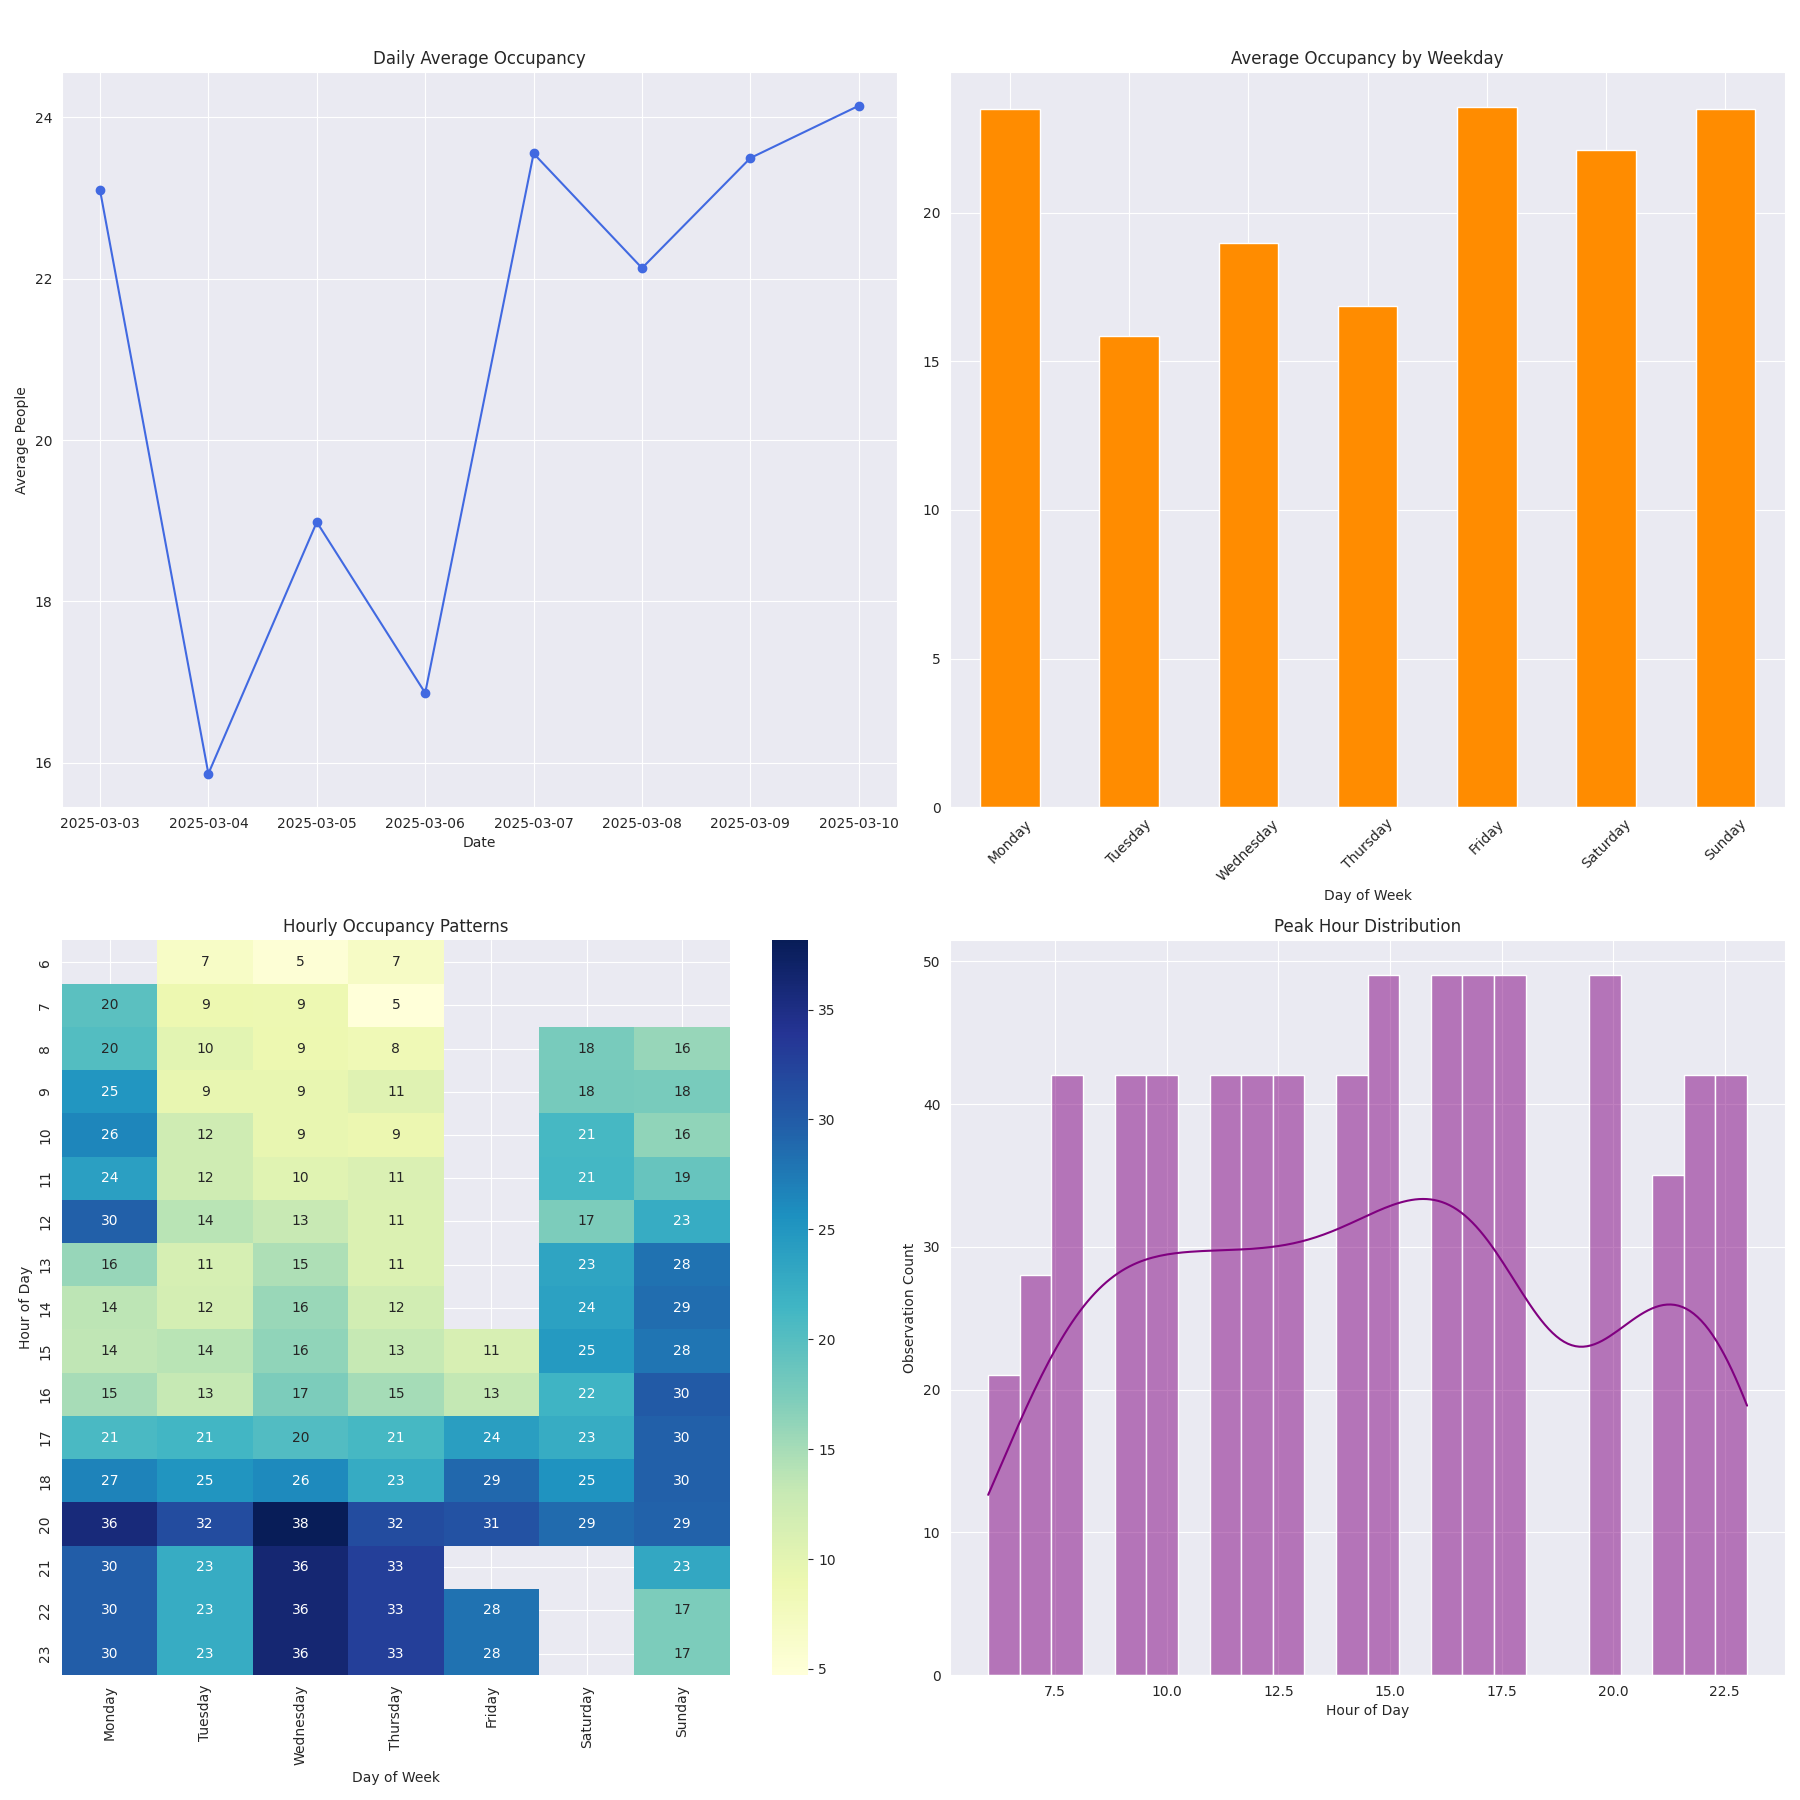 Daily Average Occupancy
24
22
20
18
16
Average People
2025-03-03 2025-03-04 2025-03-05 2025-03-06 2025-03-07 2025-03-08 2025-03-09 2025-03-10
Date
Average Occupancy by Weekday
20
15
10
5
0
Monday Tuesday Wednesday Thursday Friday Saturday Sunday
Day of Week
Hourly Occupancy Patterns
Hour of Day
6 7 5 7
7 20 9 9 5
8 20 10 9 8 18 16
9 25 9 9 11 18 18
10 26 12 9 9 21 16
11 24 12 10 11 21 19
12 30 14 13 11 17 23
13 16 11 15 11 23 28
14 14 12 16 12 24 29
15 14 14 16 13 11 25 28
16 15 13 17 15 13 22 30
17 21 21 20 21 24 23 30
18 27 25 26 23 29 25 30
20 36 32 38 32 31 29 29
21 30 23 36 33 23
22 30 23 36 33 28 17
23 30 23 36 33 28 17
Monday Tuesday Wednesday Thursday Friday Saturday Sunday
Day of Week
35
30
25
20
15
10
5
Peak Hour Distribution
50
40
30
20
10
0
Observation Count
7.5 10.0 12.5 15.0 17.5 20.0 22.5
Hour of Day